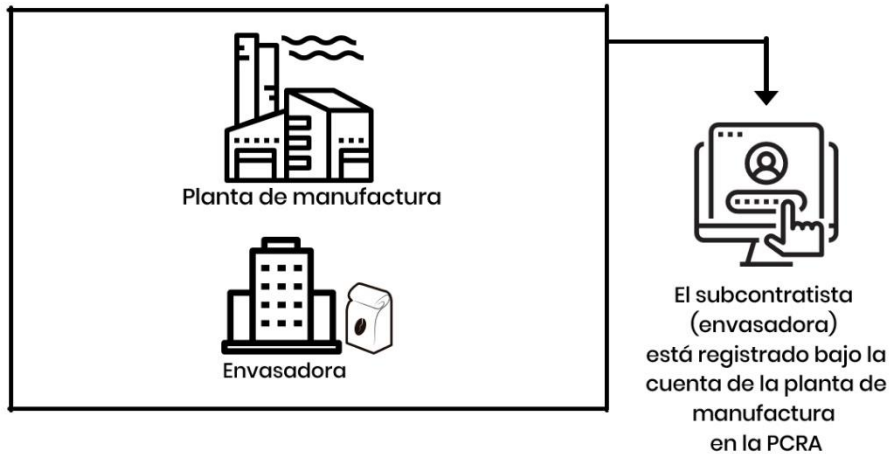 Planta de manufactura
Envasadora
El subcontratista
(envasadora)
está registrado bajo la
cuenta de la planta de
manufactura
en la PCRA